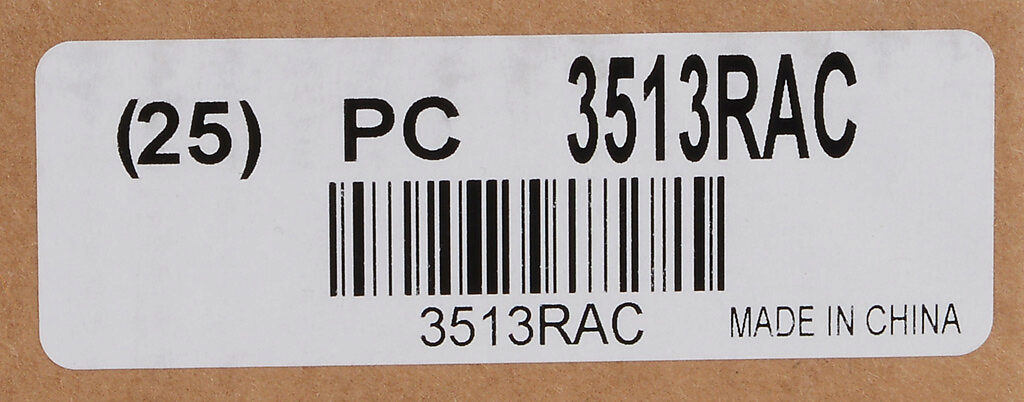 (25) PC 3513RAC
3513RAC
MADE IN CHINA